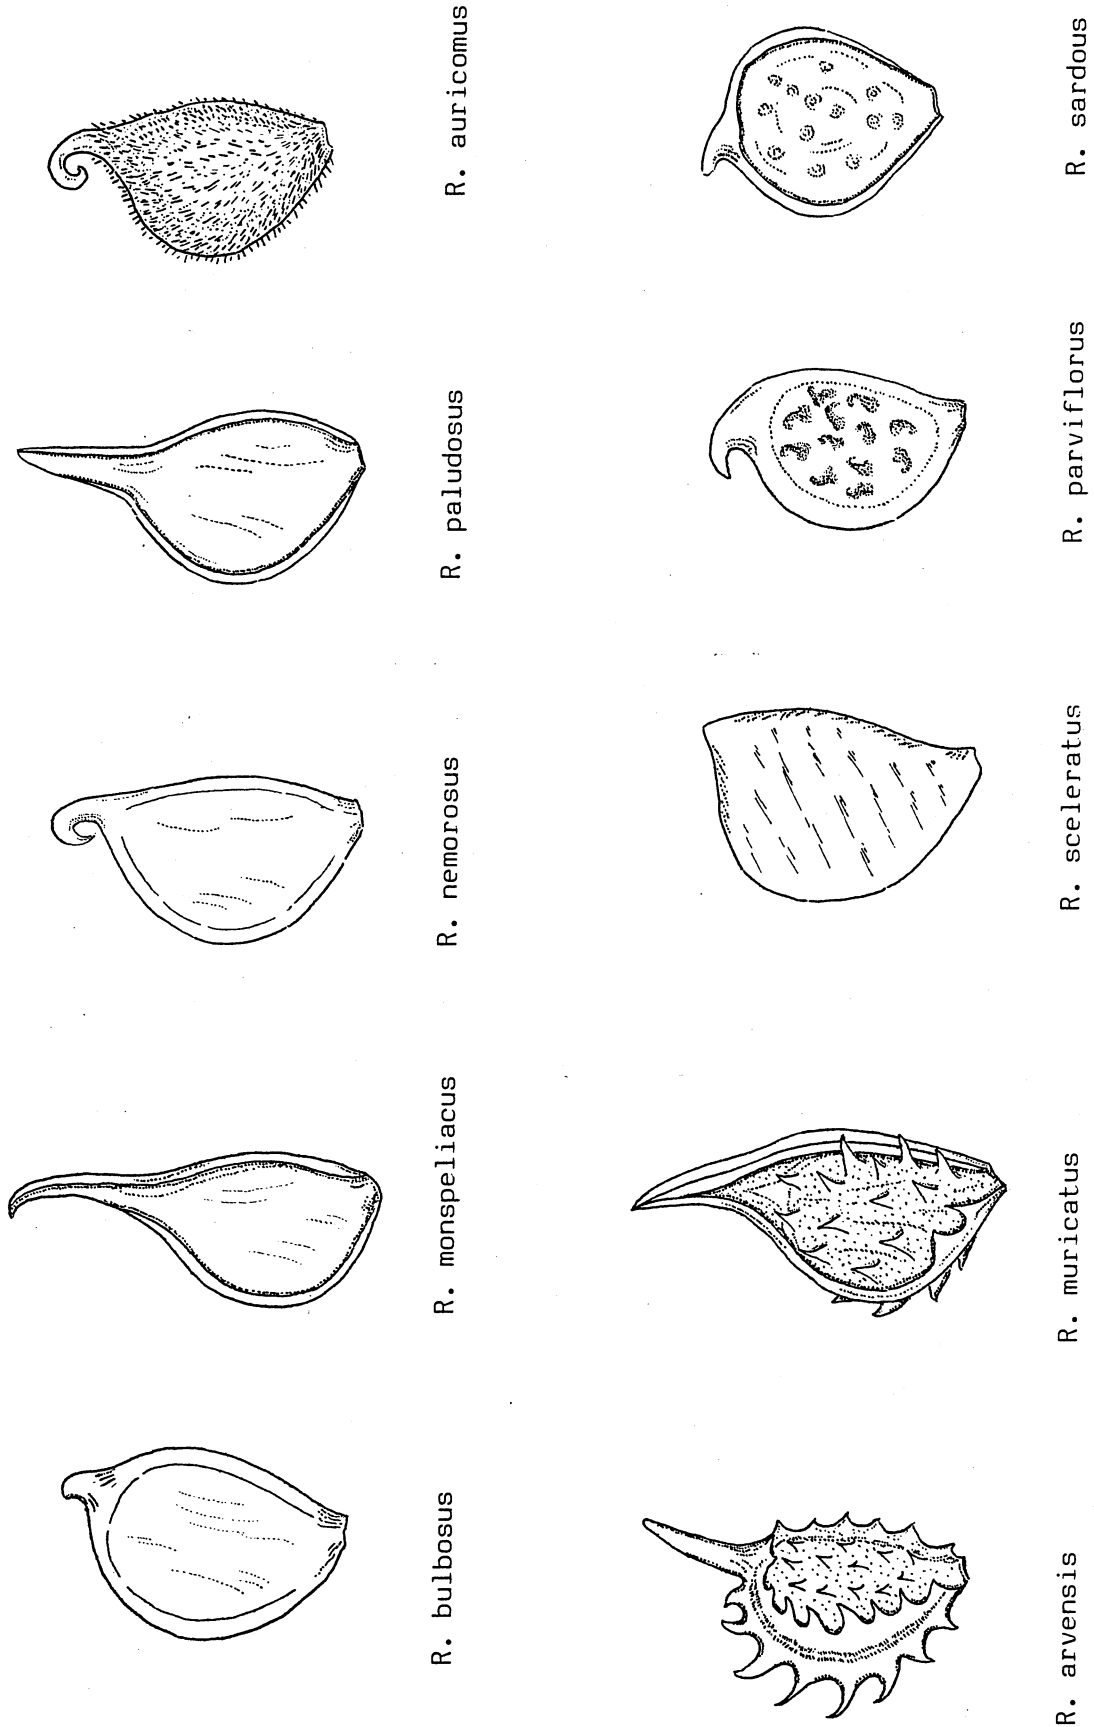 R. bulbosus
R. monspeliacus
R. nemorosus
R. paludosus
R. auricomus
R. arvensis
R. muricatus
R. sceleratus
R. parviflorus
R. sardous